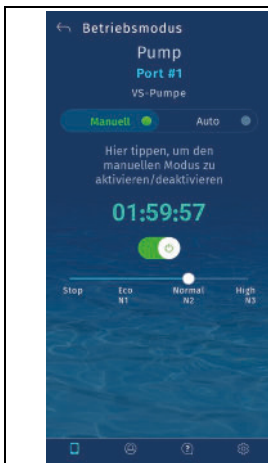 Betriebsmodus
Pump
Port #1
VS-Pumpe
Manuell Auto
Hier tippen, um den
manuellen Modus zu
aktivieren/deaktivieren
01:59:57
Stop Eco Normal High
N1 N2 N3